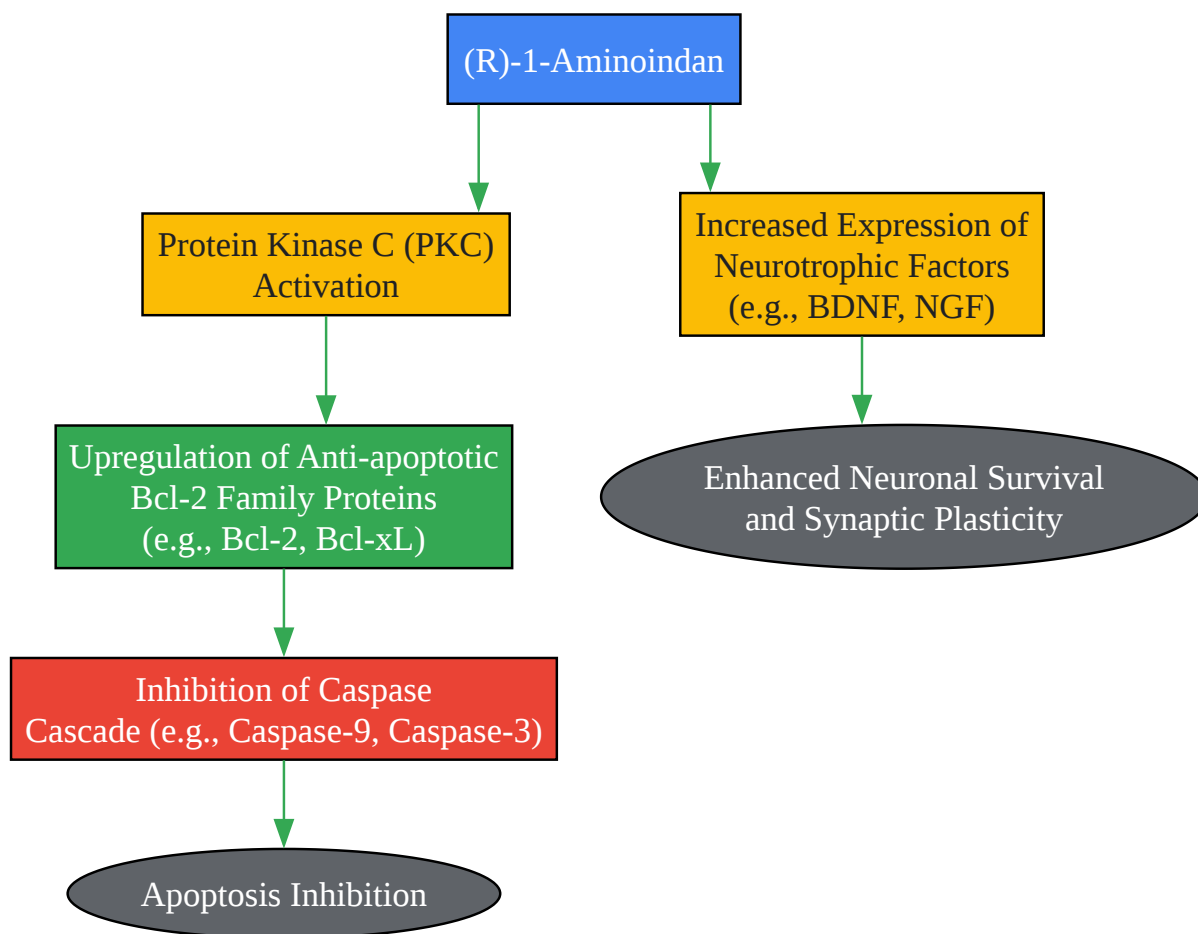 (R)-1-Aminoindan
Protein Kinase C (PKC)
Activation
Increased Expression of
Neurotrophic Factors
(e.g., BDNF, NGF)
Upregulation of Anti-apoptotic
Bcl-2 Family Proteins
(e.g., Bcl-2, Bcl-xL)
Enhanced Neuronal Survival
and Synaptic Plasticity
Inhibition of Caspase
Cascade (e.g., Caspase-9, Caspase-3)
Apoptosis Inhibition